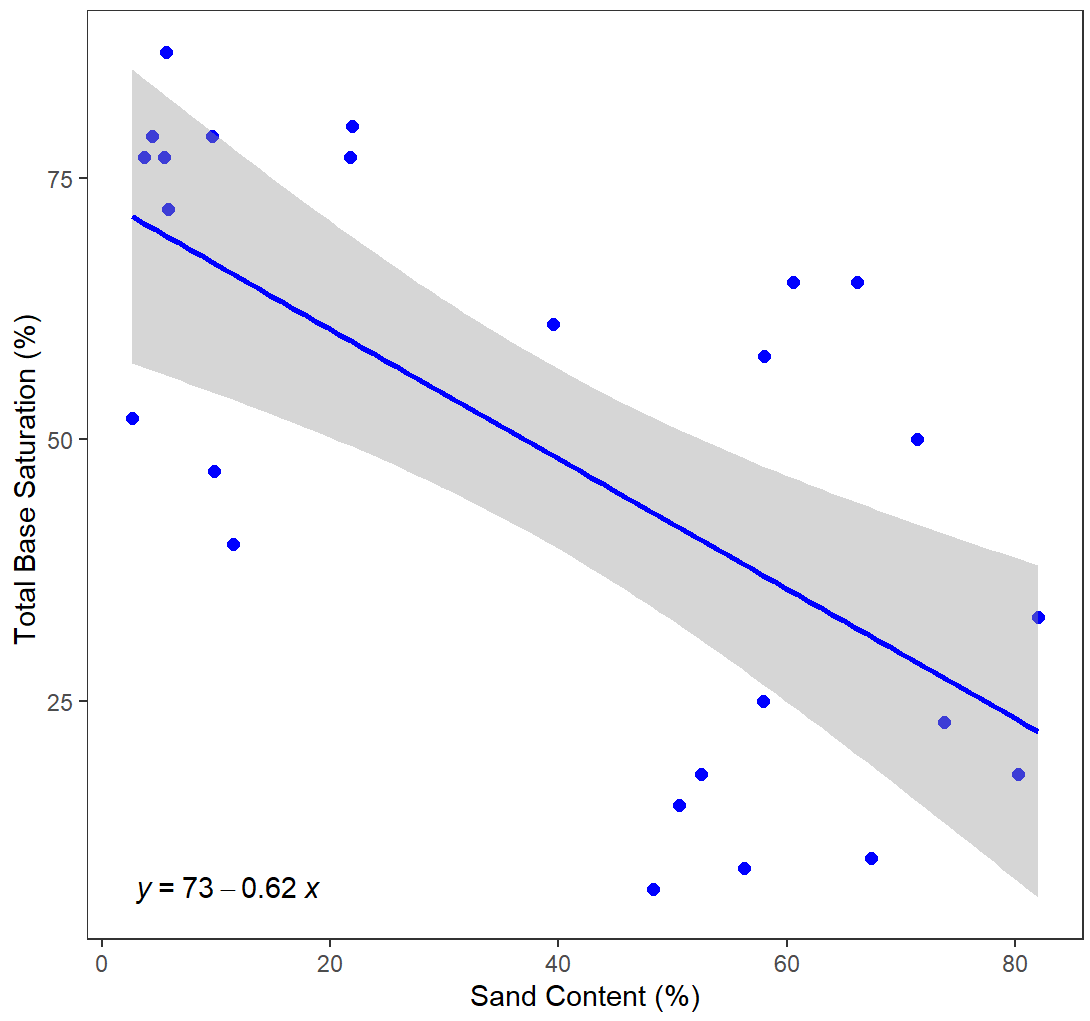 Total Base Saturation (%)
75
50
25
y = 73 – 0.62 x
0 20 40 60 80
Sand Content (%)